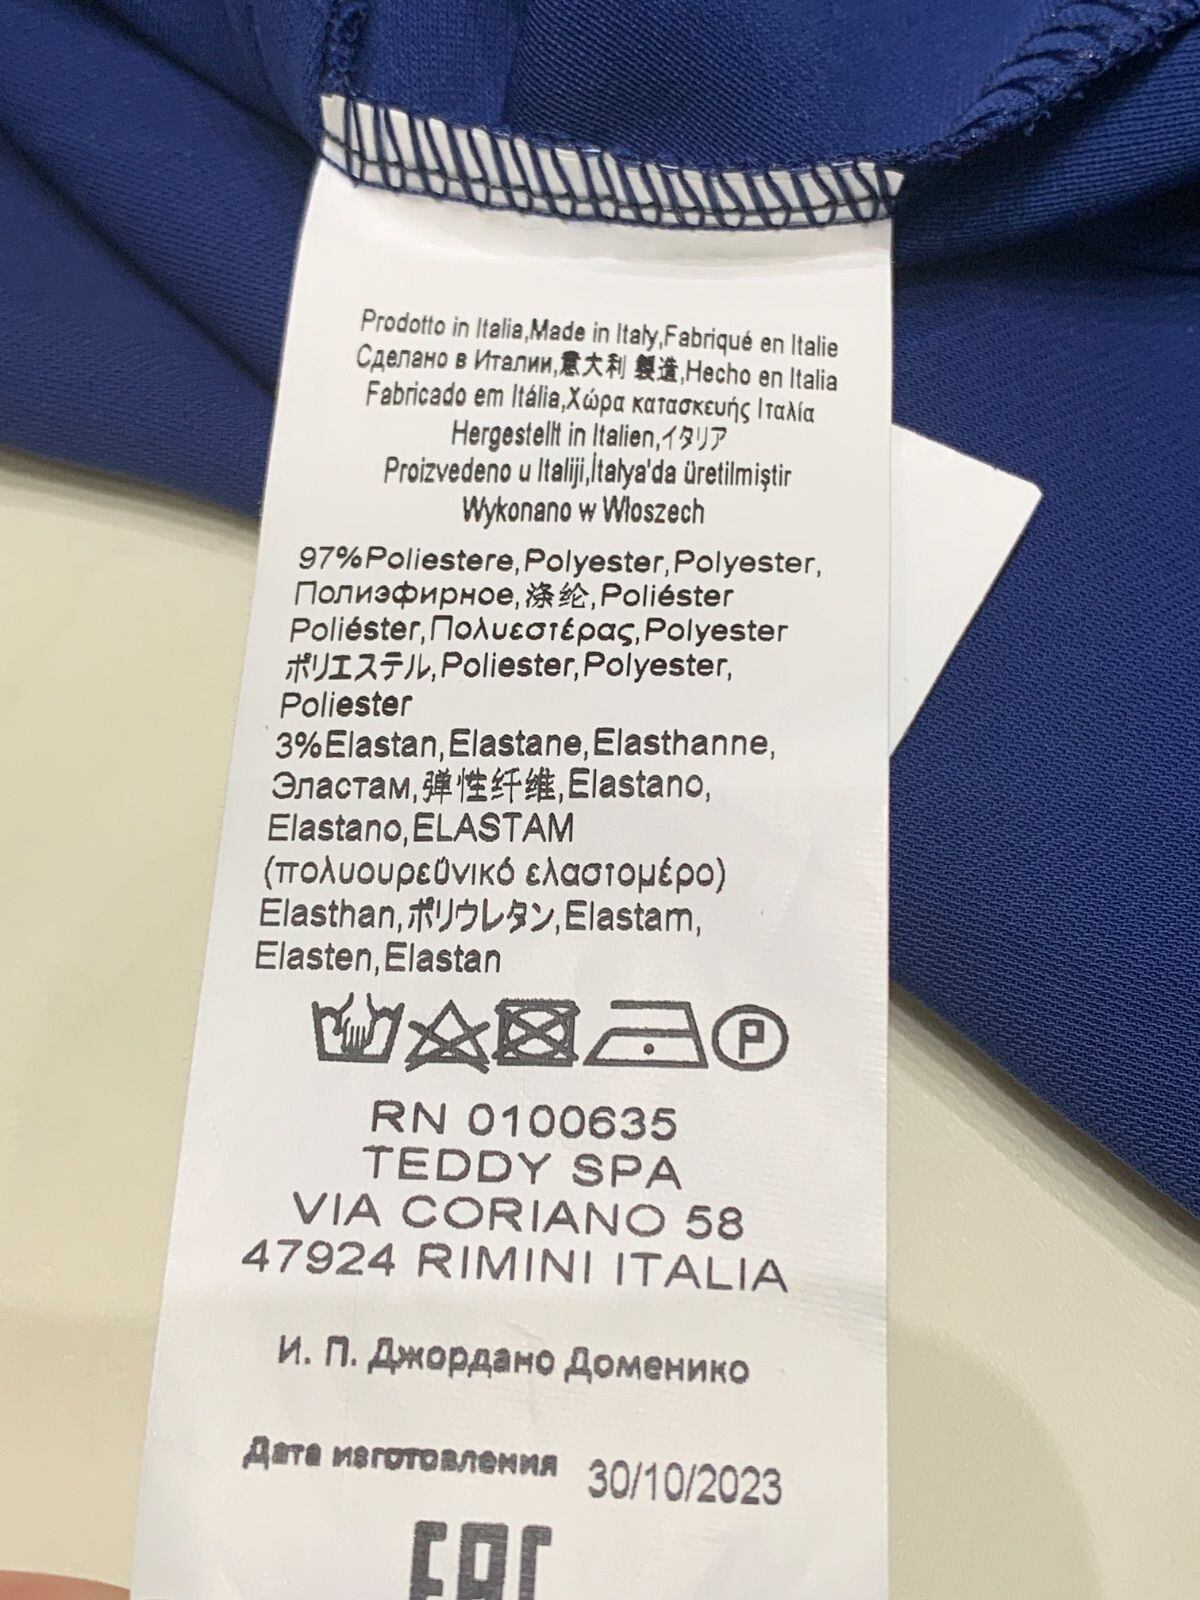 Prodotto in Italia,Made in Italy,Fabriqué en Italie
Сделано в Италии,意大利 製造,Hecho en Italia
Fabricado em Itália,Χώρα κατασκευής Ιταλία
Hergestellt in Italien,イタリア
Proizvedeno u Italiji,İtalya'da üretilmiştir
Wykonano w Wloszech
97%Poliestere,Polyester,Polyester,
Полиэфирное,涤纶,Poliéster
Poliéster,Πολυεστέρας,Polyester
ポリエステル,Poliester,Polyester,
Poliester
3%Elastan,Elastane,Elasthanne,
Эластам,弹性纤维,Elastano,
Elastano,ELASTAM
(πολυουρεϋνικό ελαστομέρο)
Elasthan,ポリウレタン,Elastam,
Elasten,Elastan
P
RN 0100635
TEDDY SPA
VIA CORIANO 58
47924 RIMINI ITALIA
И. П. Джордано Доменико
Дата изготовления 30/10/2023
EAC